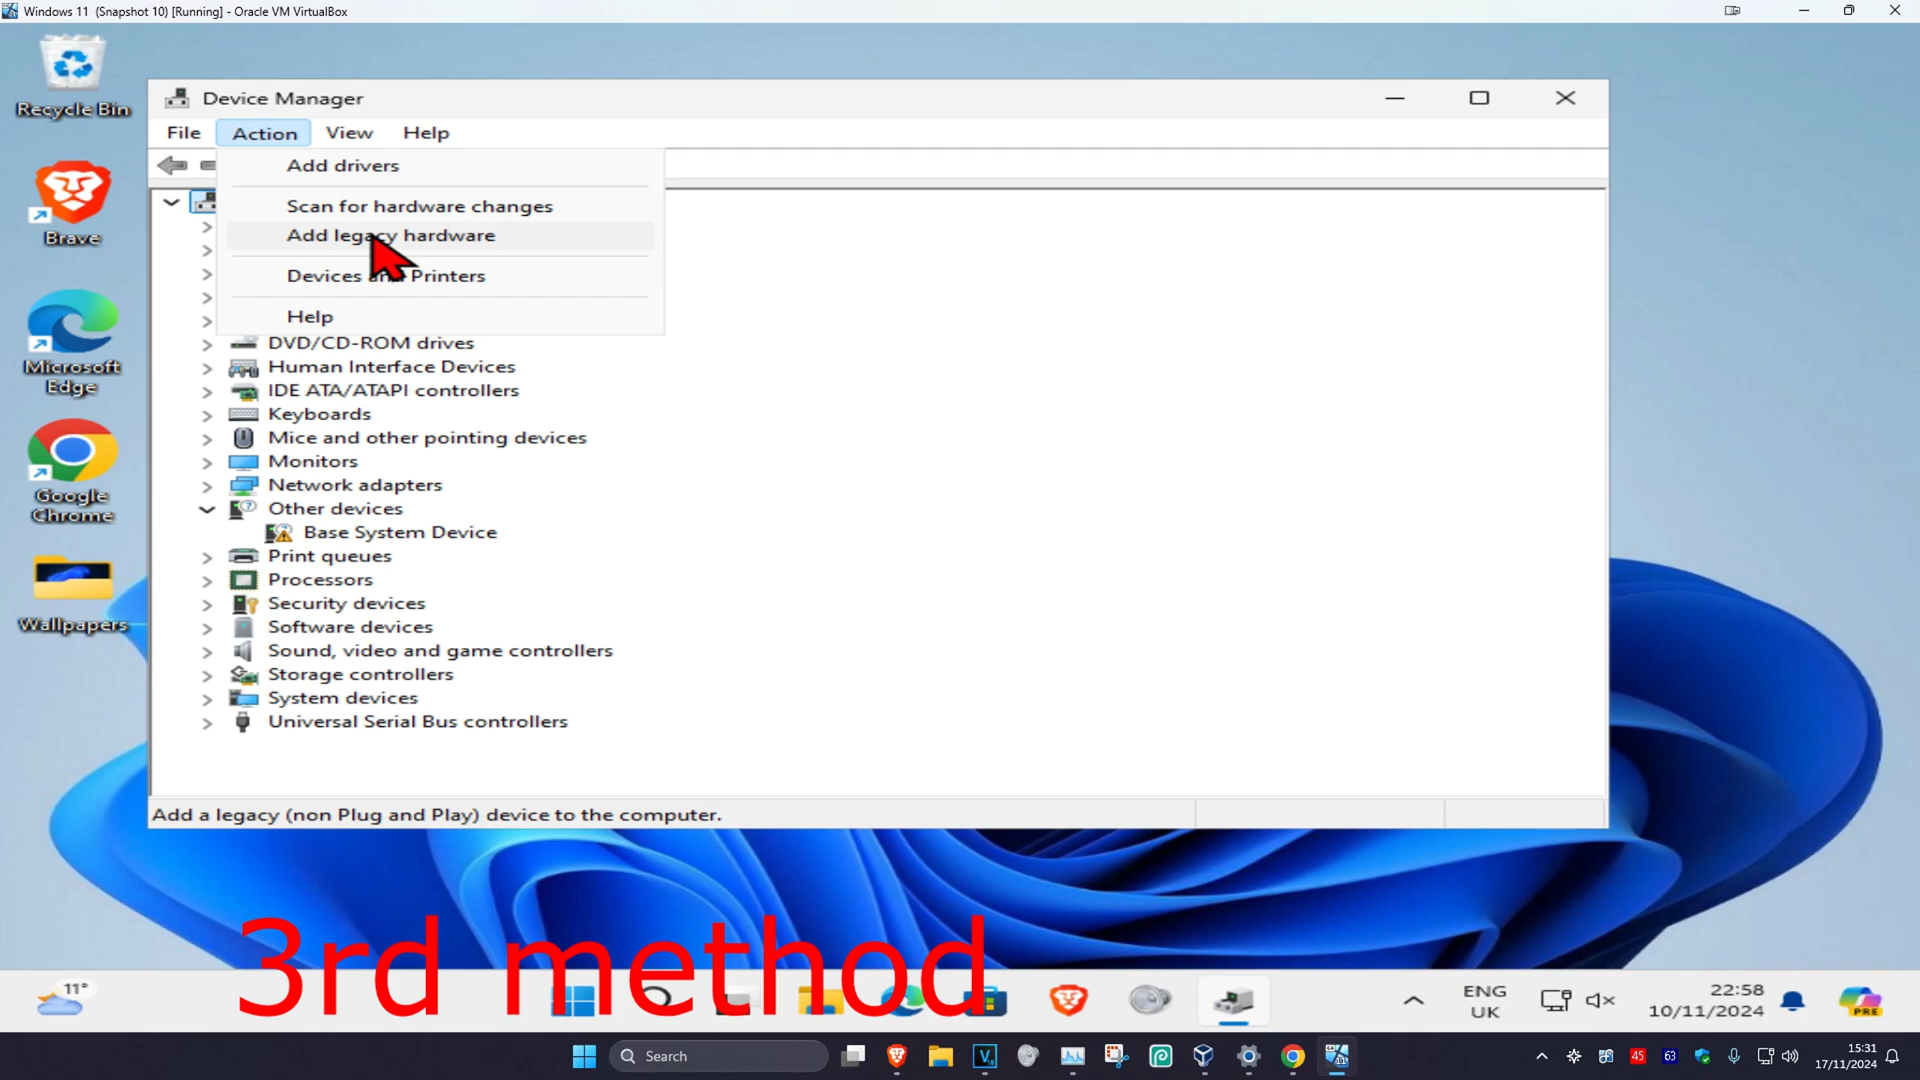 Windows 11 (Snapshot 10) [Running] - Oracle VM VirtualBox
Recycle Bin
Brave
Microsoft
Edge
Google
Chrome
Wallpapers
Device Manager
File Action View Help
Add drivers
Scan for hardware changes
Add legacy hardware
Devices and Printers
Help
DVD/CD-ROM drives
Human Interface Devices
IDE ATA/ATAPI controllers
Keyboards
Mice and other pointing devices
Monitors
Network adapters
Other devices
Base System Device
Print queues
Processors
Security devices
Software devices
Sound, video and game controllers
Storage controllers
System devices
Universal Serial Bus controllers
Add a legacy (non Plug and Play) device to the computer.
3rd method
11°
ENG
UK
22:58
10/11/2024
PRE
Search
45
63
15:31
17/11/2024